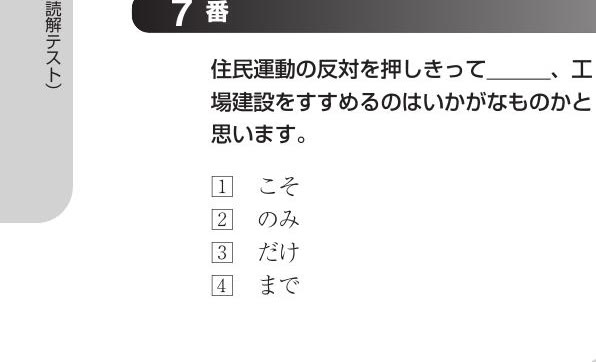 読解テスト）
7 番
住民運動の反対を押しきって______、工
場建設をすすめるのはいかがなものかと
思います。
1 こそ
2 のみ
3 だけ
4 まで